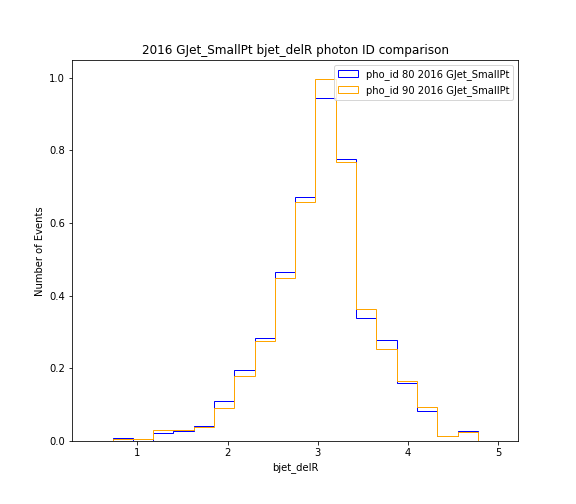 2016 GJet_SmallPt bjet_delR photon ID comparison
pho_id 80 2016 GJet_SmallPt
pho_id 90 2016 GJet_SmallPt
1.0
0.8
0.6
0.4
0.2
0.0
Number of Events
1 2 3 4 5
bjet_delR